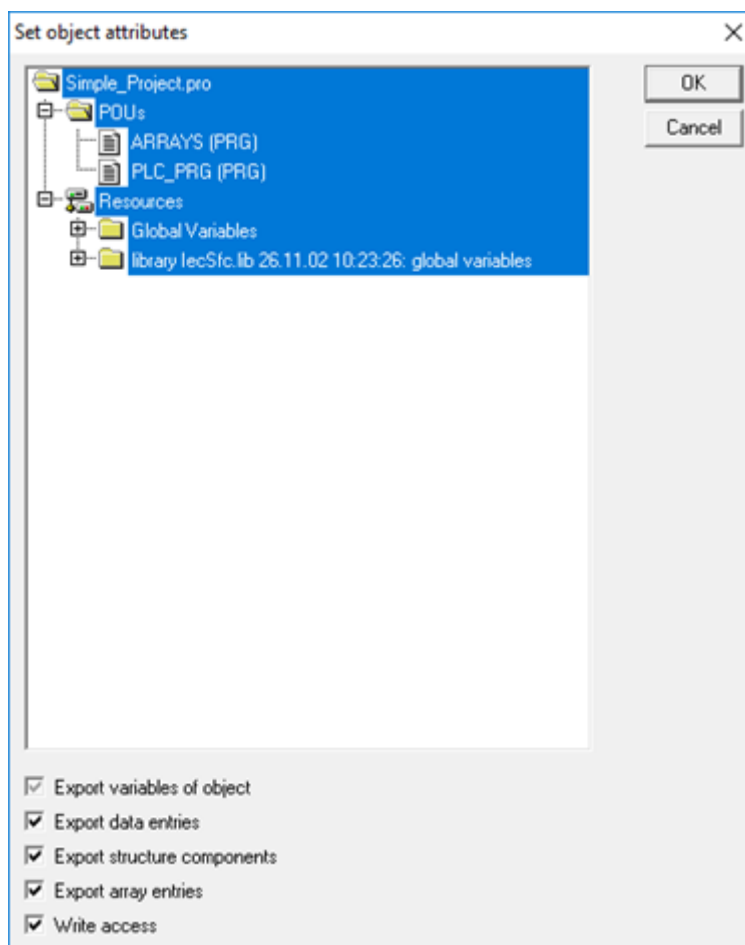 Set object attributes
Simple_Project.pro
OK
POUs
Cancel
ARRAYS (PRG)
PLC_PRG (PRG)
Resources
Global Variables
library IecSfc.lib 26.11.02 10:23:26: global variables
Export variables of object
Export data entries
Export structure components
Export array entries
Write access